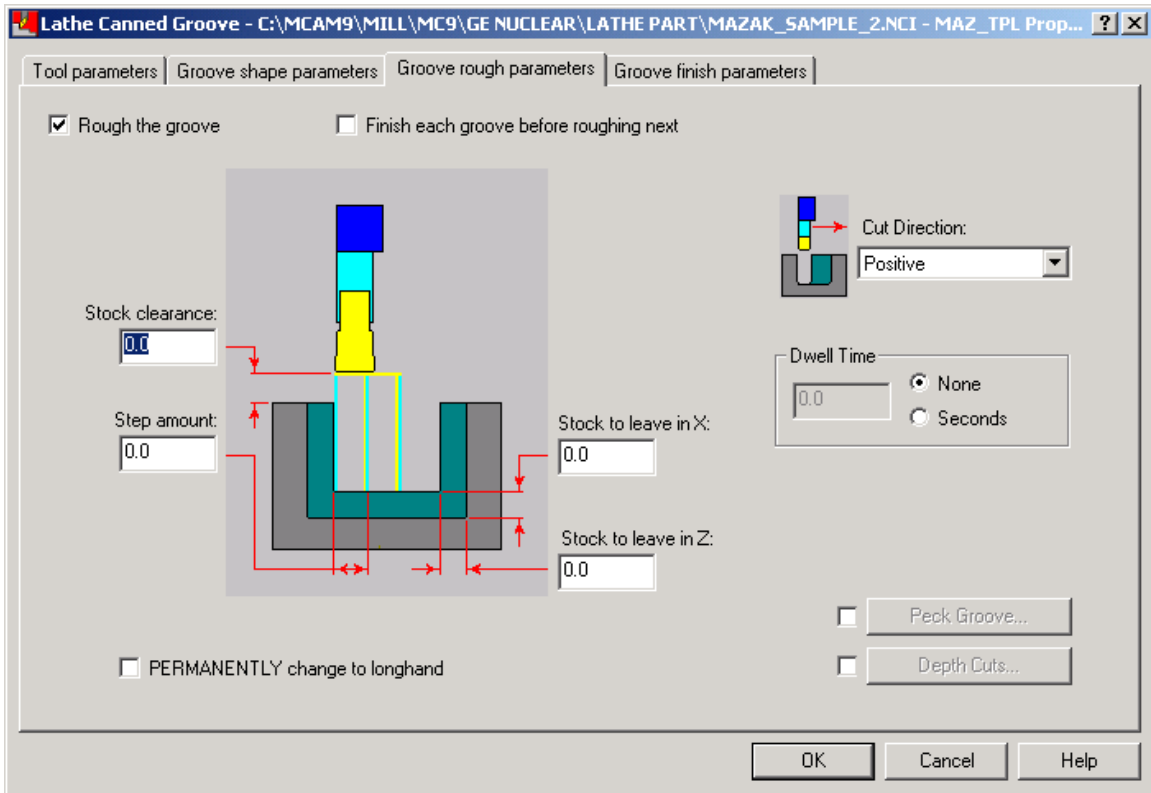 Lathe Canned Groove - C:\MCAM9\MILL\MC9\GE NUCLEAR\LATHE PART\MAZAK_SAMPLE_2.NCI - MAZ_TPL Prop...
Tool parameters Groove shape parameters Groove rough parameters Groove finish parameters
Rough the groove Finish each groove before roughing next
Cut Direction:
Positive
Stock clearance:
0.0
Dwell Time
0.0 None
Seconds
Step amount:
0.0
Stock to leave in X:
0.0
Stock to leave in Z:
0.0
Peck Groove...
PERMANENTLY change to longhand
Depth Cuts...
OK Cancel Help